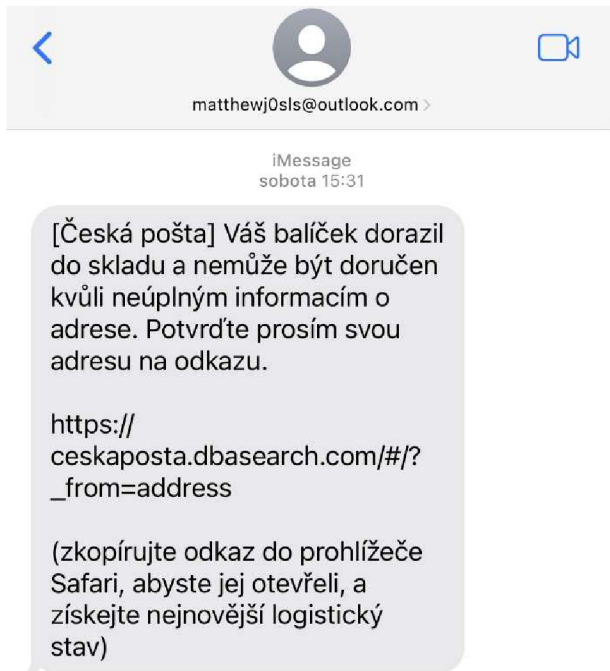 matthewj0sls@outlook.com
iMessage
sobota 15:31
[Česká pošta] Váš balíček dorazil
do skladu a nemůže být doručen
kvůli neúplným informacím o
adrese. Potvrďte prosím svou
adresu na odkazu.
https://
ceskaposta.dbasearch.com/#/?
_from=address
(zkopírujte odkaz do prohlížeče
Safari, abyste jej otevřeli, a
získejte nejnovější logistický
stav)